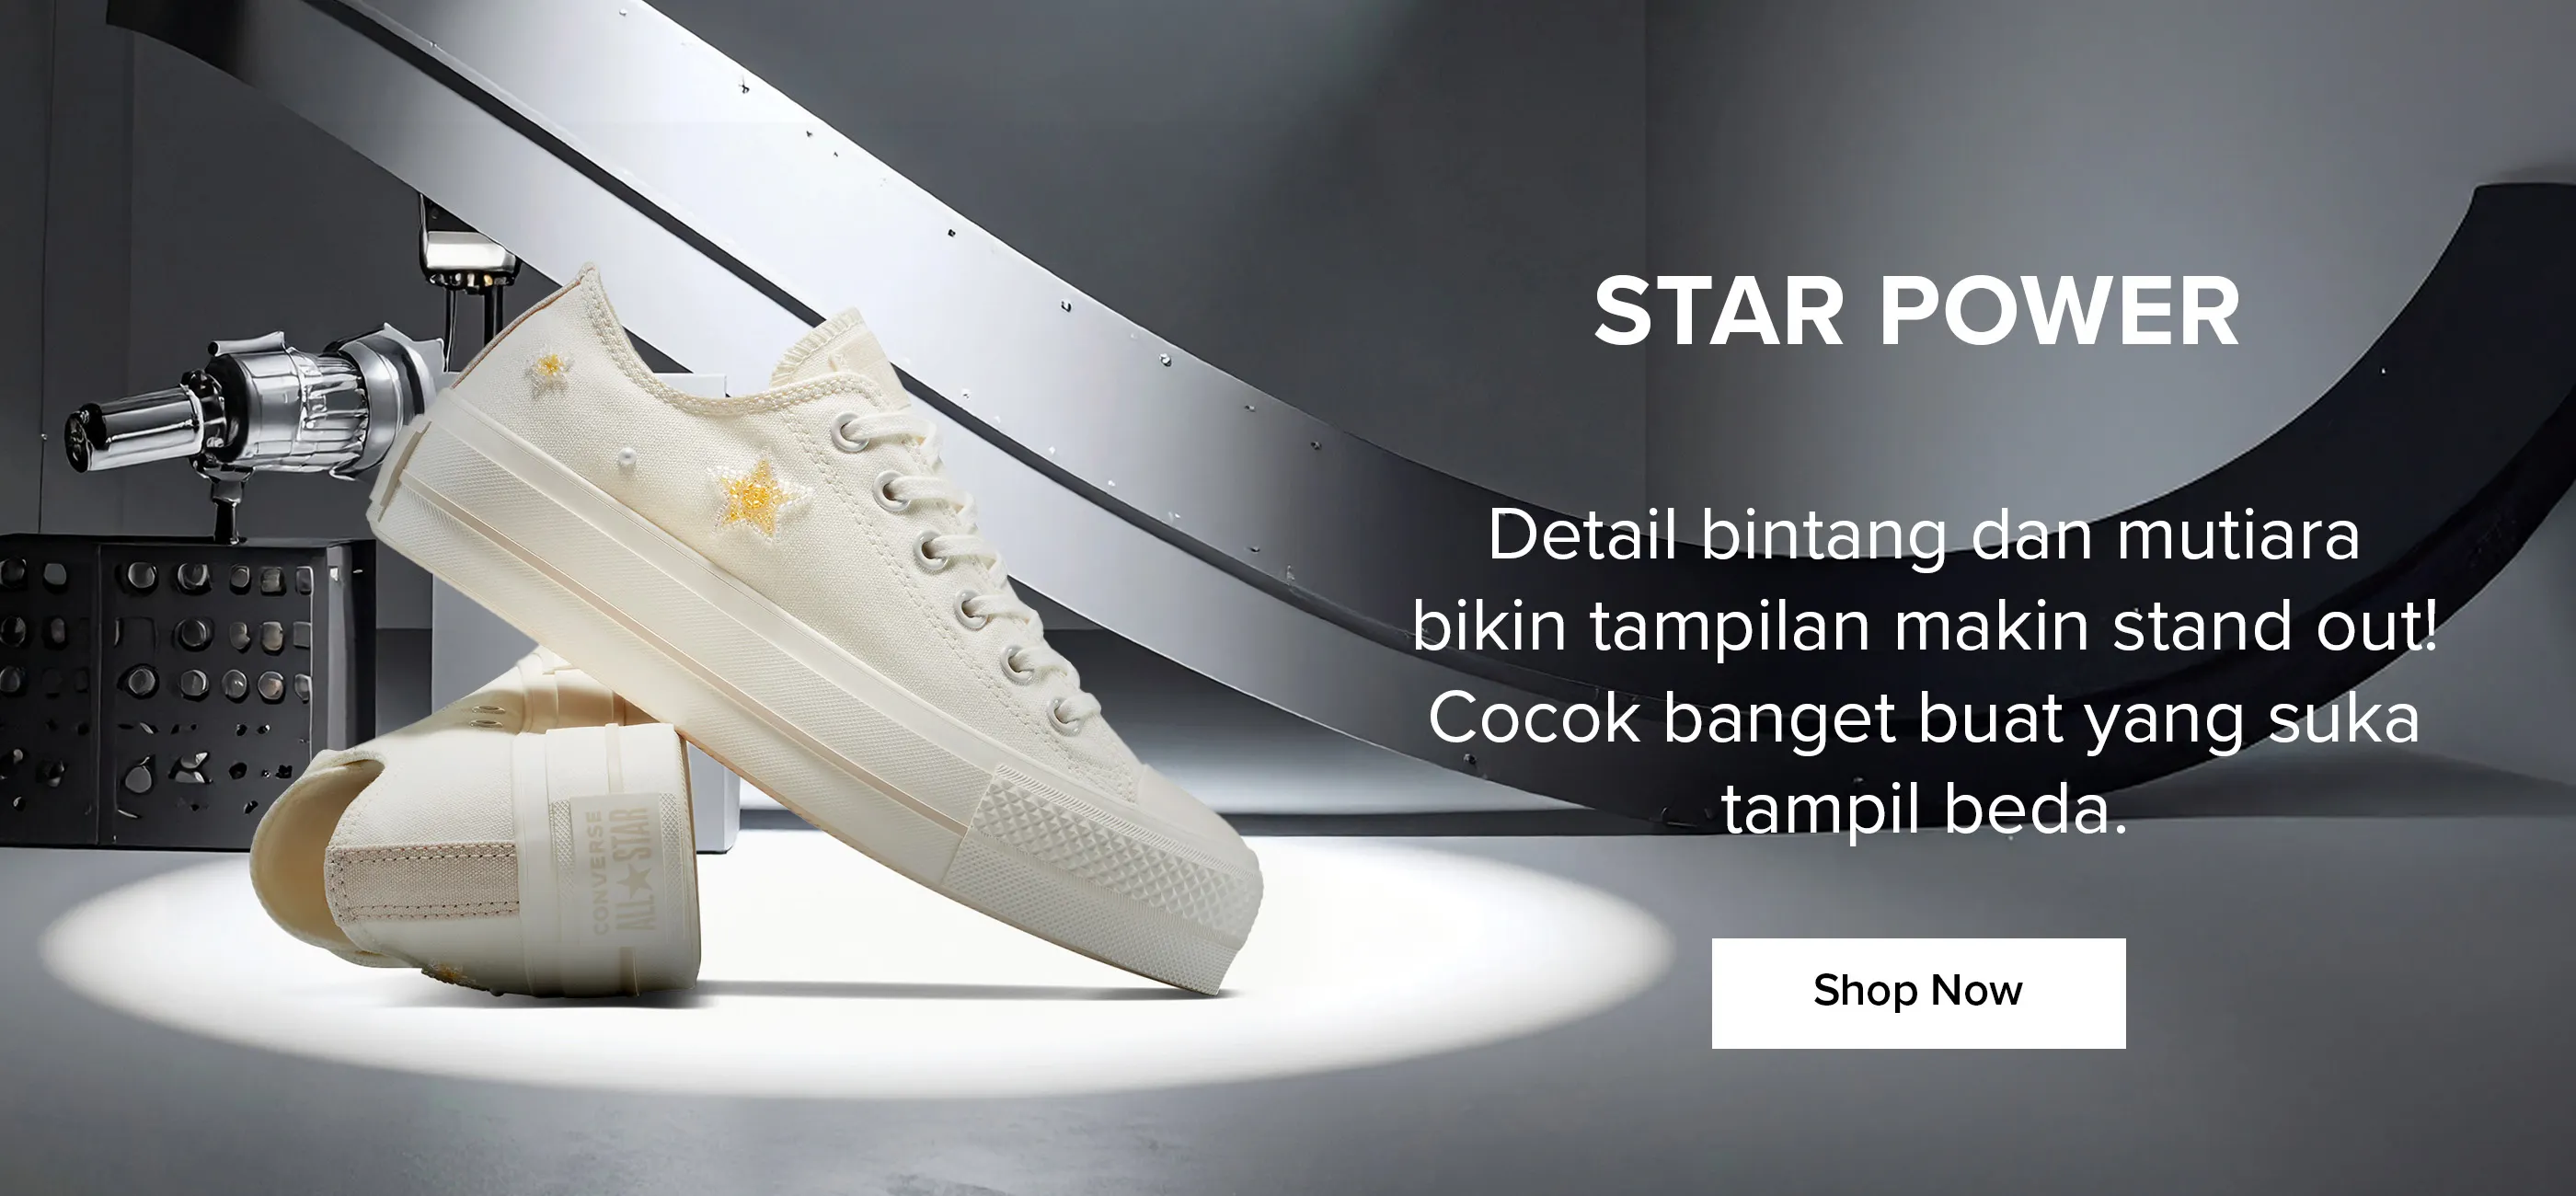 STAR POWER
Detail bintang dan mutiara
bikin tampilan makin stand out!
Cocok banget buat yang suka
tampil beda.
Shop Now
CONVERSE
ALL★STAR